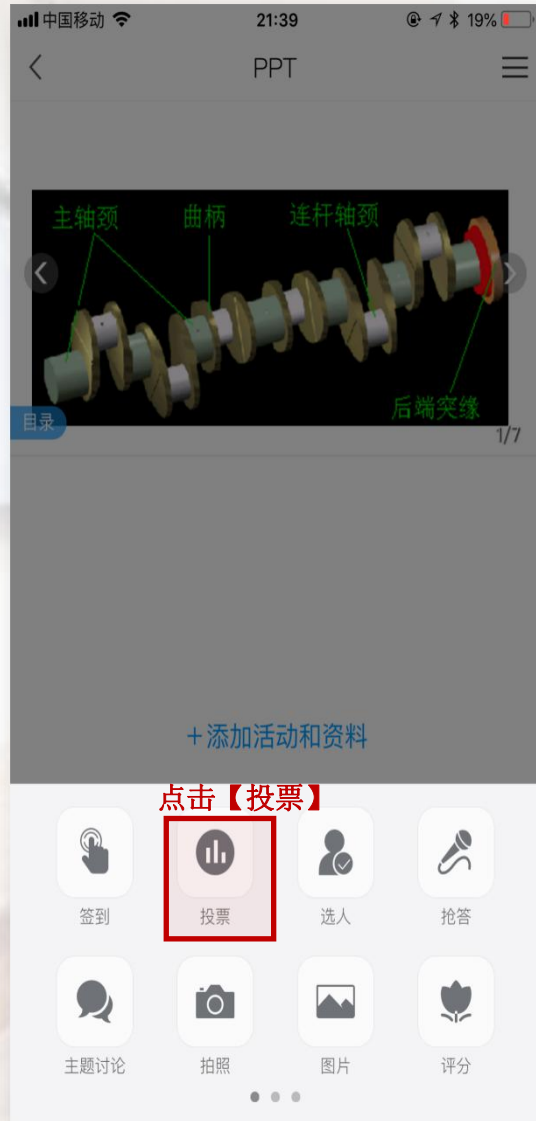 中国移动 21:39 19%
PPT
主轴颈 曲柄 连杆轴颈
后端突缘
目录
1/7
+添加活动和资料
点击【投票】
签到 投票 选人 抢答
主题讨论 拍照 图片 评分